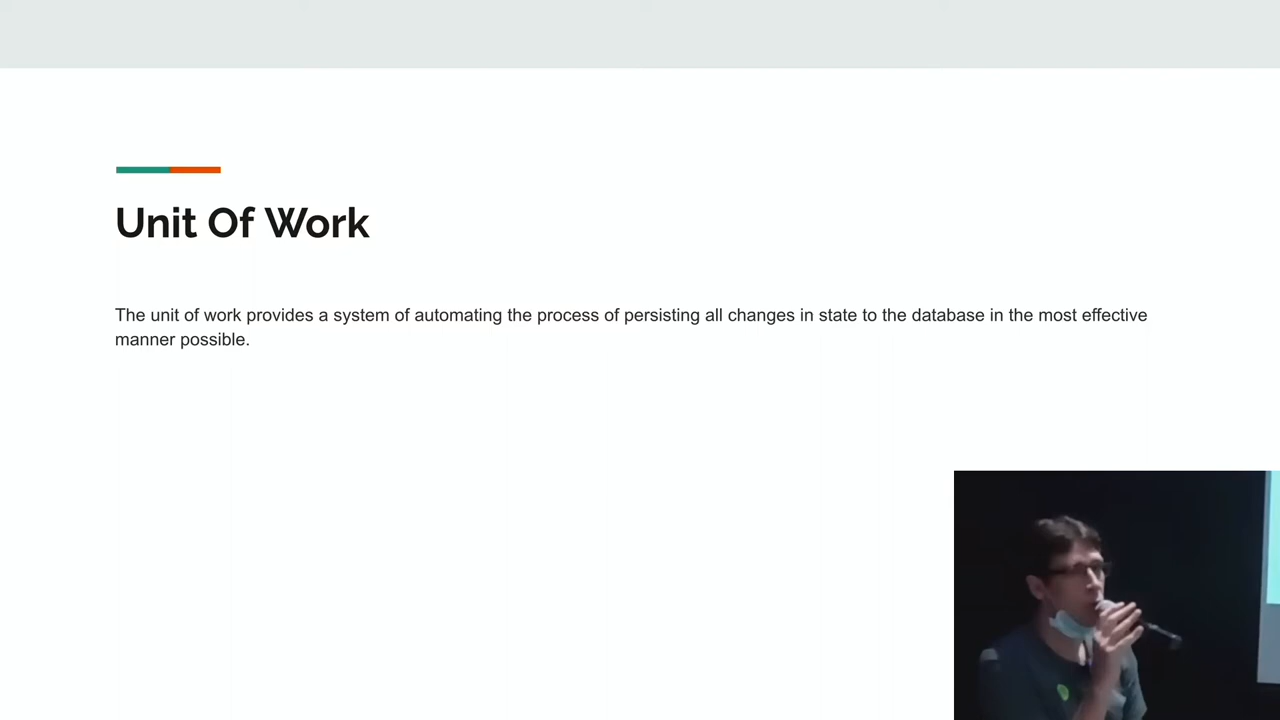 Unit Of Work
The unit of work provides a system of automating the process of persisting all changes in state to the database in the most effective
manner possible.